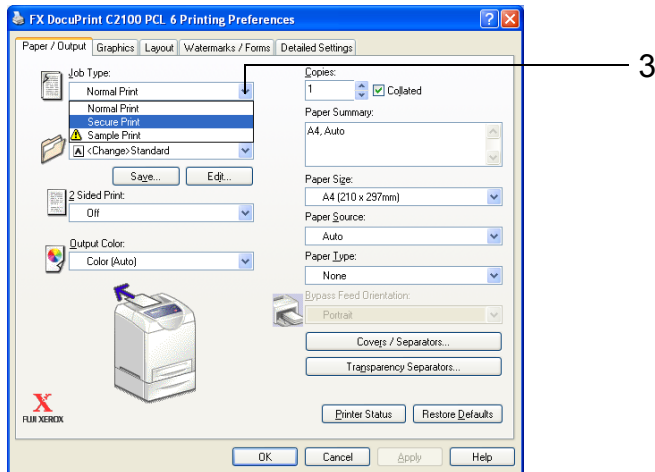 FX DocuPrint C2100 PCL 6 Printing Preferences
Paper / Output
Graphics
Layout
Watermarks / Forms
Detailed Settings
3
Job Type:
Normal Print
Normal Print
Secure Print
Sample Print
<Change>Standard
Save...
Edit...
2 Sided Print:
Off
Output Color:
Color (Auto)
Copies:
1
Collated
Paper Summary:
A4, Auto
Paper Size:
A4 (210 x 297mm)
Paper Source:
Auto
Paper Type:
None
Bypass Feed Orientation:
Portrait
Covers / Separators...
Transparency Separators...
FUJI XEROX
Printer Status
Restore Defaults
OK
Cancel
Apply
Help